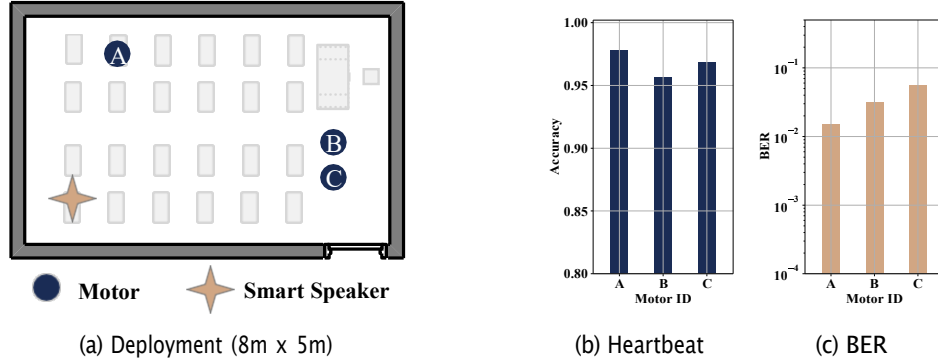 A
B
C
Motor
Smart Speaker
(a) Deployment (8m x 5m)
1.00
0.95
0.90
0.85
0.80
Accuracy
A B C
Motor ID
(b) Heartbeat
10⁻¹
10⁻²
10⁻³
10⁻⁴
BER
A B C
Motor ID
(c) BER